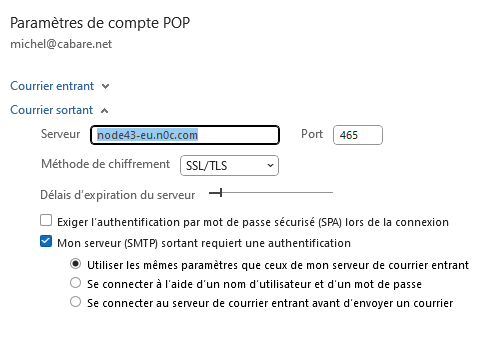 Paramètres de compte POP
michel@cabare.net
Courrier entrant
Courrier sortant
Serveur node43-eu.n0c.com Port 465
Méthode de chiffrement SSL/TLS
Délais d'expiration du serveur
Exiger l'authentification par mot de passe sécurisé (SPA) lors de la connexion
Mon serveur (SMTP) sortant requiert une authentification
Utiliser les mêmes paramètres que ceux de mon serveur de courrier entrant
Se connecter à l'aide d'un nom d'utilisateur et d'un mot de passe
Se connecter au serveur de courrier entrant avant d'envoyer un courrier